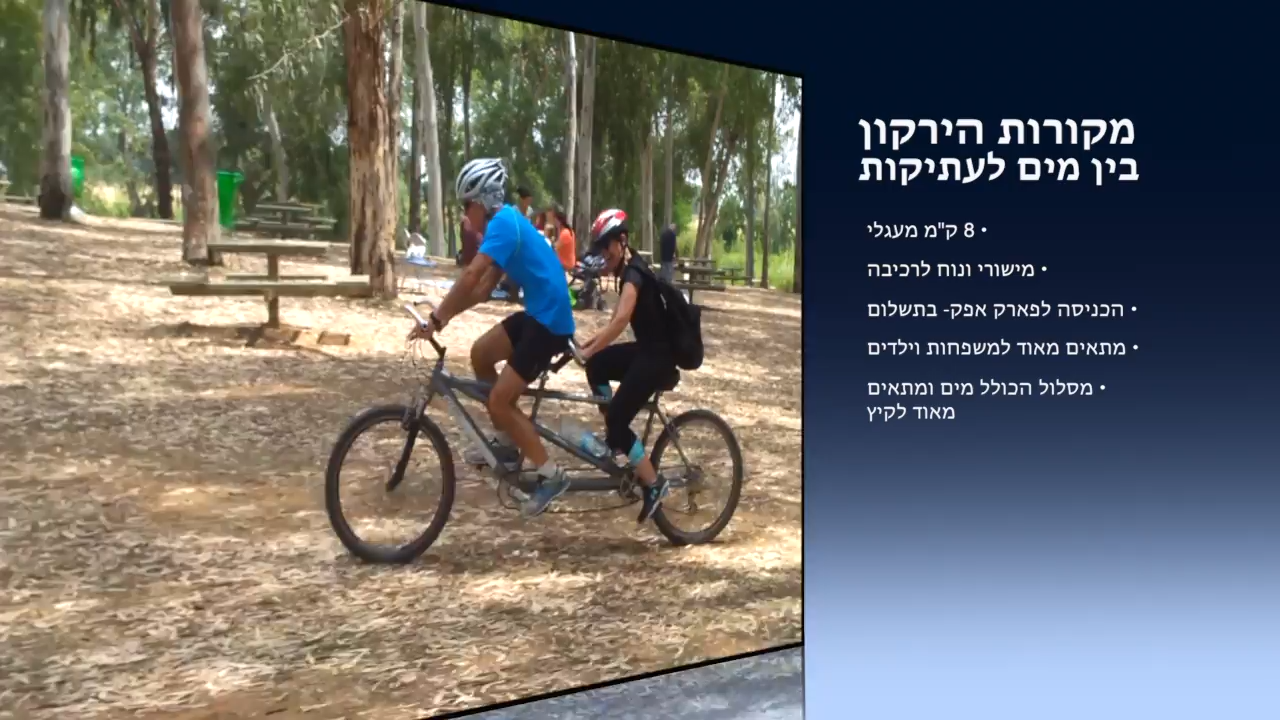 מקורות הירקון
בין מים לעתיקות
• 8 ק"מ מעגלי
• מישורי ונוח לרכיבה
• הכניסה לפארק אפק- בתשלום
• מתאים מאוד למשפחות וילדים
• מסלול הכולל מים ומתאים
מאוד לקיץ